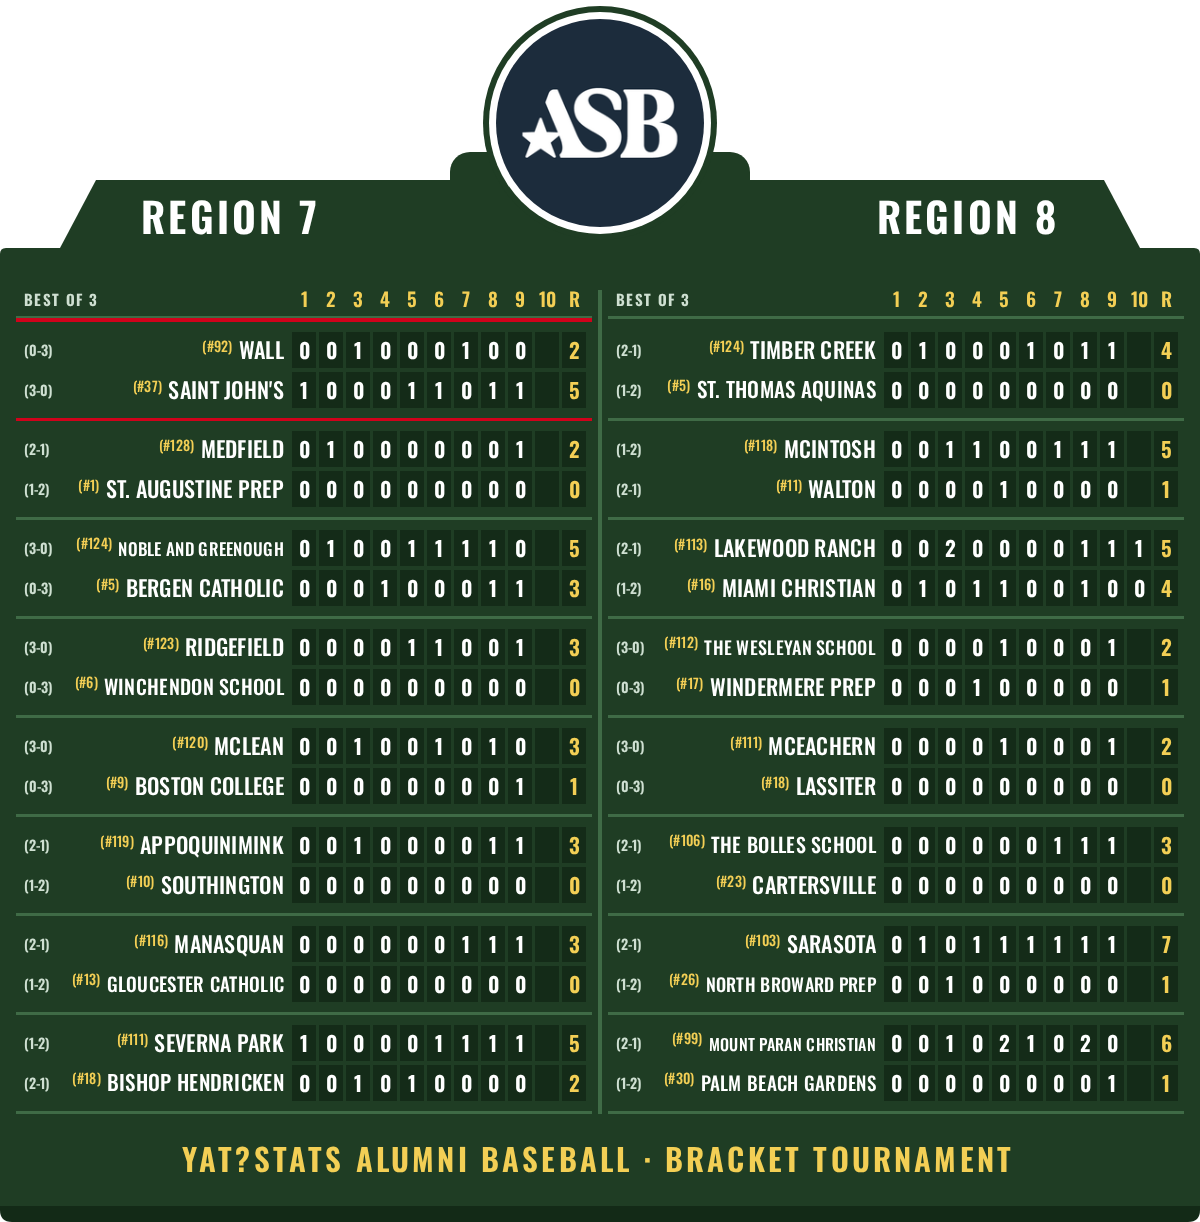 ASB
REGION 7
REGION 8
BEST OF 3 1 2 3 4 5 6 7 8 9 10 R
(0-3) (#92) WALL 0 0 1 0 0 0 1 0 0 2
(3-0) (#37) SAINT JOHN'S 1 0 0 0 1 1 0 1 1 5
(2-1) (#128) MEDFIELD 0 1 0 0 0 0 0 0 1 2
(1-2) (#1) ST. AUGUSTINE PREP 0 0 0 0 0 0 0 0 0 0
(3-0) (#124) NOBLE AND GREENOUGH 0 1 0 0 1 1 1 1 0 5
(0-3) (#5) BERGEN CATHOLIC 0 0 0 1 0 0 0 1 1 3
(3-0) (#123) RIDGEFIELD 0 0 0 0 1 1 0 0 1 3
(0-3) (#6) WINCHENDON SCHOOL 0 0 0 0 0 0 0 0 0 0
(3-0) (#120) MCLEAN 0 0 1 0 0 1 0 1 0 3
(0-3) (#9) BOSTON COLLEGE 0 0 0 0 0 0 0 0 1 1
(2-1) (#119) APPOQUINIMINK 0 0 1 0 0 0 0 1 1 3
(1-2) (#10) SOUTHINGTON 0 0 0 0 0 0 0 0 0 0
(2-1) (#116) MANASQUAN 0 0 0 0 0 0 1 1 1 3
(1-2) (#13) GLOUCESTER CATHOLIC 0 0 0 0 0 0 0 0 0 0
(1-2) (#111) SEVERNA PARK 1 0 0 0 0 1 1 1 1 5
(2-1) (#18) BISHOP HENDRICKEN 0 0 1 0 1 0 0 0 0 2
BEST OF 3 1 2 3 4 5 6 7 8 9 10 R
(2-1) (#124) TIMBER CREEK 0 1 0 0 0 1 0 1 1 4
(1-2) (#5) ST. THOMAS AQUINAS 0 0 0 0 0 0 0 0 0 0
(1-2) (#118) MCINTOSH 0 0 1 1 0 0 1 1 1 5
(2-1) (#11) WALTON 0 0 0 0 1 0 0 0 0 1
(2-1) (#113) LAKEWOOD RANCH 0 0 2 0 0 0 0 1 1 1 5
(1-2) (#16) MIAMI CHRISTIAN 0 1 0 1 1 0 0 1 0 0 4
(3-0) (#112) THE WESLEYAN SCHOOL 0 0 0 0 1 0 0 0 1 2
(0-3) (#17) WINDERMERE PREP 0 0 0 1 0 0 0 0 0 1
(3-0) (#111) MCEACHERN 0 0 0 0 1 0 0 0 1 2
(0-3) (#18) LASSITER 0 0 0 0 0 0 0 0 0 0
(2-1) (#106) THE BOLLES SCHOOL 0 0 0 0 0 0 1 1 1 3
(1-2) (#23) CARTERSVILLE 0 0 0 0 0 0 0 0 0 0
(2-1) (#103) SARASOTA 0 1 0 1 1 1 1 1 1 7
(1-2) (#26) NORTH BROWARD PREP 0 0 1 0 0 0 0 0 0 1
(2-1) (#99) MOUNT PARAN CHRISTIAN 0 0 1 0 2 1 0 2 0 6
(1-2) (#30) PALM BEACH GARDENS 0 0 0 0 0 0 0 0 1 1
YAT?STATS ALUMNI BASEBALL · BRACKET TOURNAMENT